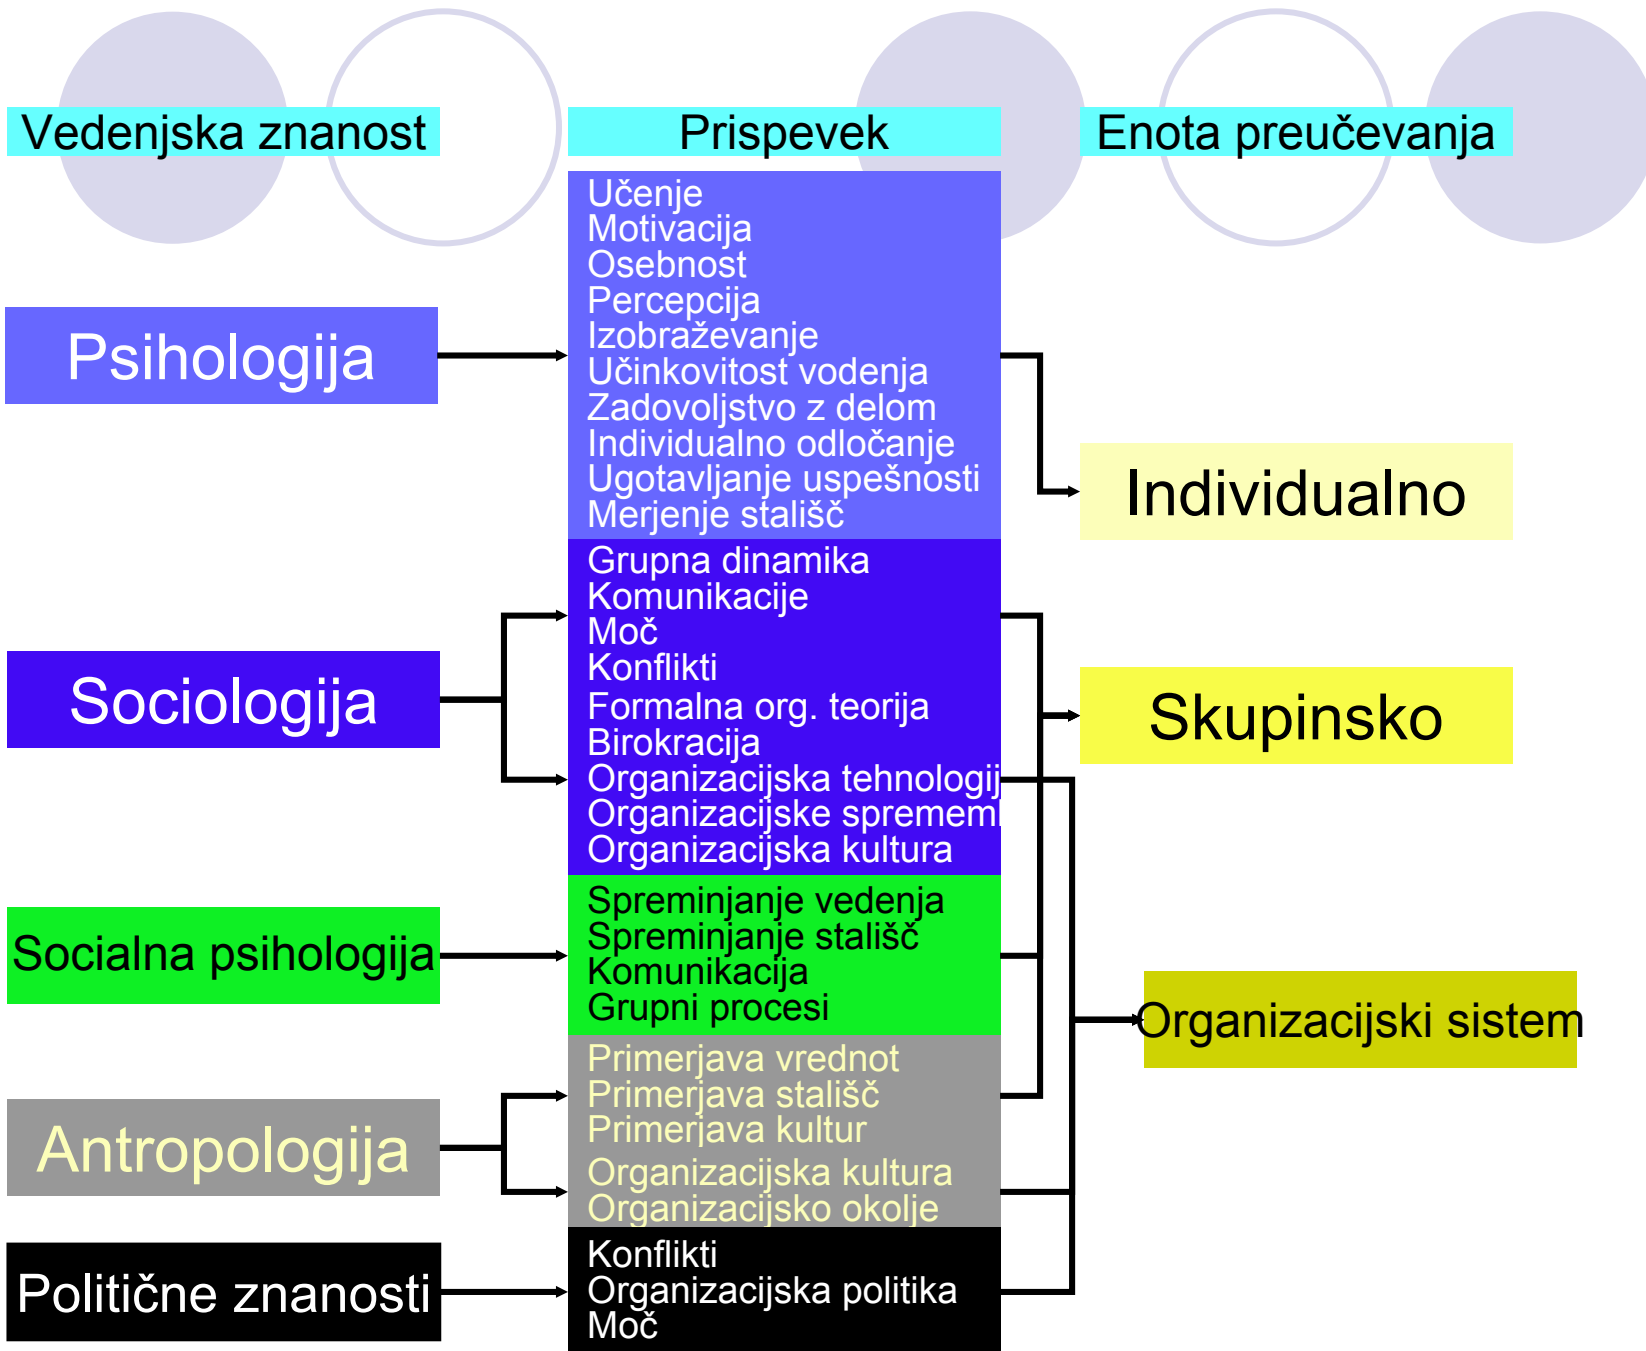 Vedenjska znanost
Prispevek
Enota preučevanja
Psihologija
Učenje
Motivacija
Osebnost
Percepcija
Izobraževanje
Učinkovitost vodenja
Zadovoljstvo z delom
Individualno odločanje
Ugotavljanje uspešnosti
Merjenje stališč
Individualno
Sociologija
Grupna dinamika
Komunikacije
Moč
Konflikti
Formalna org. teorija
Birokracija
Organizacijska tehnologij
Organizacijske
Organizacijska kultura
Skupinsko
Socialna psihologija
Spreminjanje vedenja
Spreminjanje stališč
Komunikacija
Grupni procesi
Organizacijski sistem
Antropologija
Primerjava vrednot
Primerjava stališč
Primerjava kultur
Organizacijska kultura
Organizacijsko okolje
Politične znanosti
Konflikti
Organizacijska politika
Moč